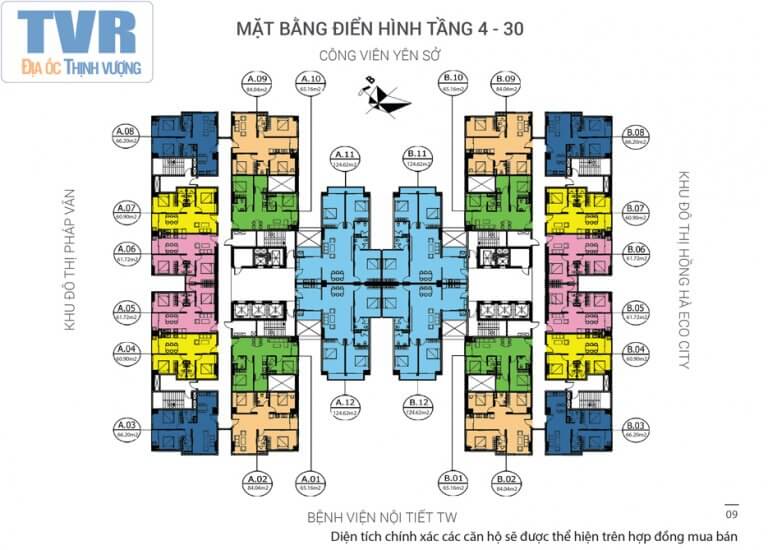 TVR
ĐỊA ỐC THỊNH VƯỢNG
MẶT BẰNG ĐIỂN HÌNH TẦNG 4 - 30
CÔNG VIÊN YÊN SỞ
B
A.09
84.04m2
A.10
65.16m2
B.10
65.16m2
B.09
84.04m2
A.08
66.20m2
B.08
66.20m2
A.11
124.62m2
B.11
124.62m2
A.07
60.90m2
B.07
60.90m2
A.06
61.72m2
B.06
61.72m2
KHU ĐÔ THỊ PHÁP VÂN
KHU ĐÔ THỊ HỒNG HÀ ECO CITY
A.05
61.72m2
B.05
61.72m2
A.04
60.90m2
B.04
60.90m2
A.12
124.62m2
B.12
124.62m2
A.03
66.20m2
B.03
66.20m2
A.02
84.04m2
A.01
65.16m2
B.01
65.16m2
B.02
84.04m2
BỆNH VIỆN NỘI TIẾT TW
09
Diện tích chính xác các căn hộ sẽ được thể hiện trên hợp đồng mua bán